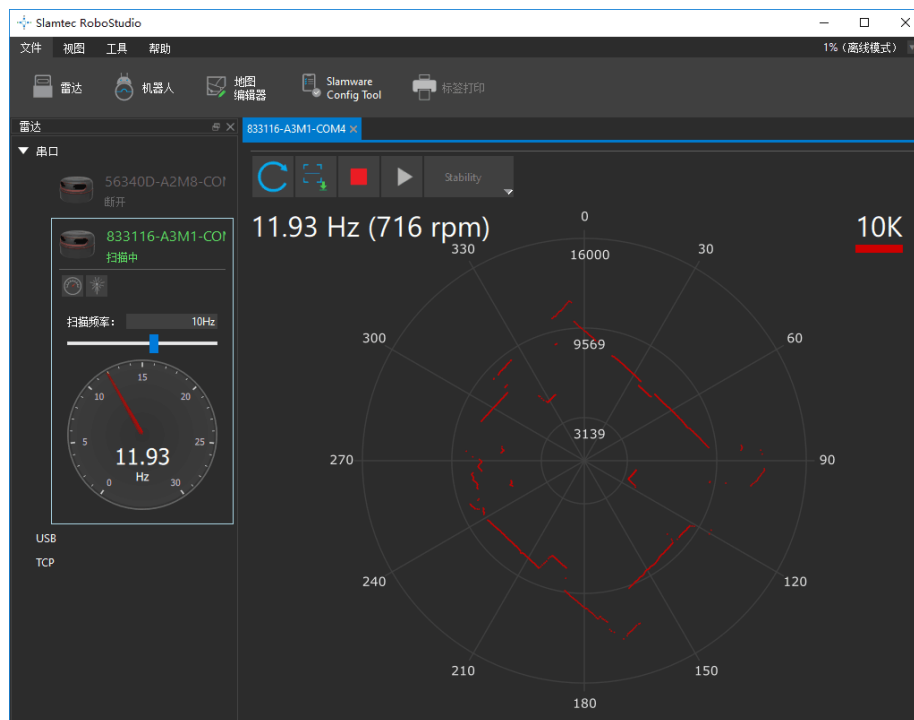 Slamtec RoboStudio
文件 视图 工具 帮助 1% (离线模式)
雷达 机器人 地图编辑器 Slamware Config Tool 标签打印
雷达
833116-A3M1-COM4
串口
56340D-A2M8-CO
断开
833116-A3M1-CO
扫描中
扫描频率： 10Hz
0 5 10 15 20 25 30
11.93
Hz
USB
TCP
Stability
11.93 Hz (716 rpm)
10K
0
330 16000 30
300 9569 60
3139
270 90
240 120
210 150
180